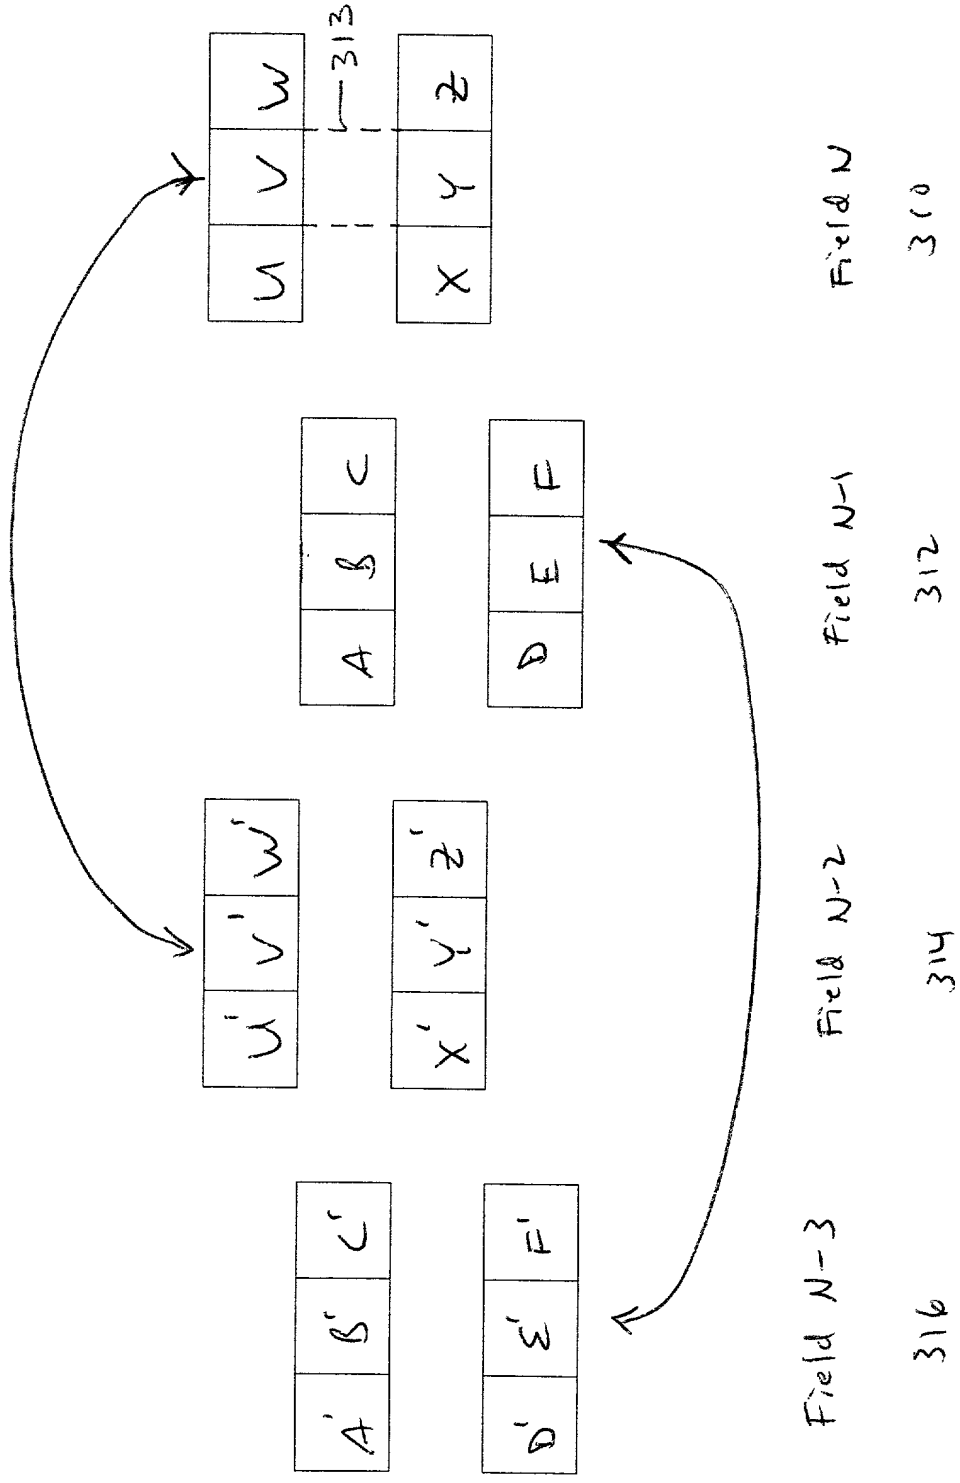 U' V' W' U V W
313
A' B' C' A B C
X' Y' Z' X Y Z
D' E' F' D E F
Field N-3 Field N-2 Field N-1 Field N
316 314 312 310